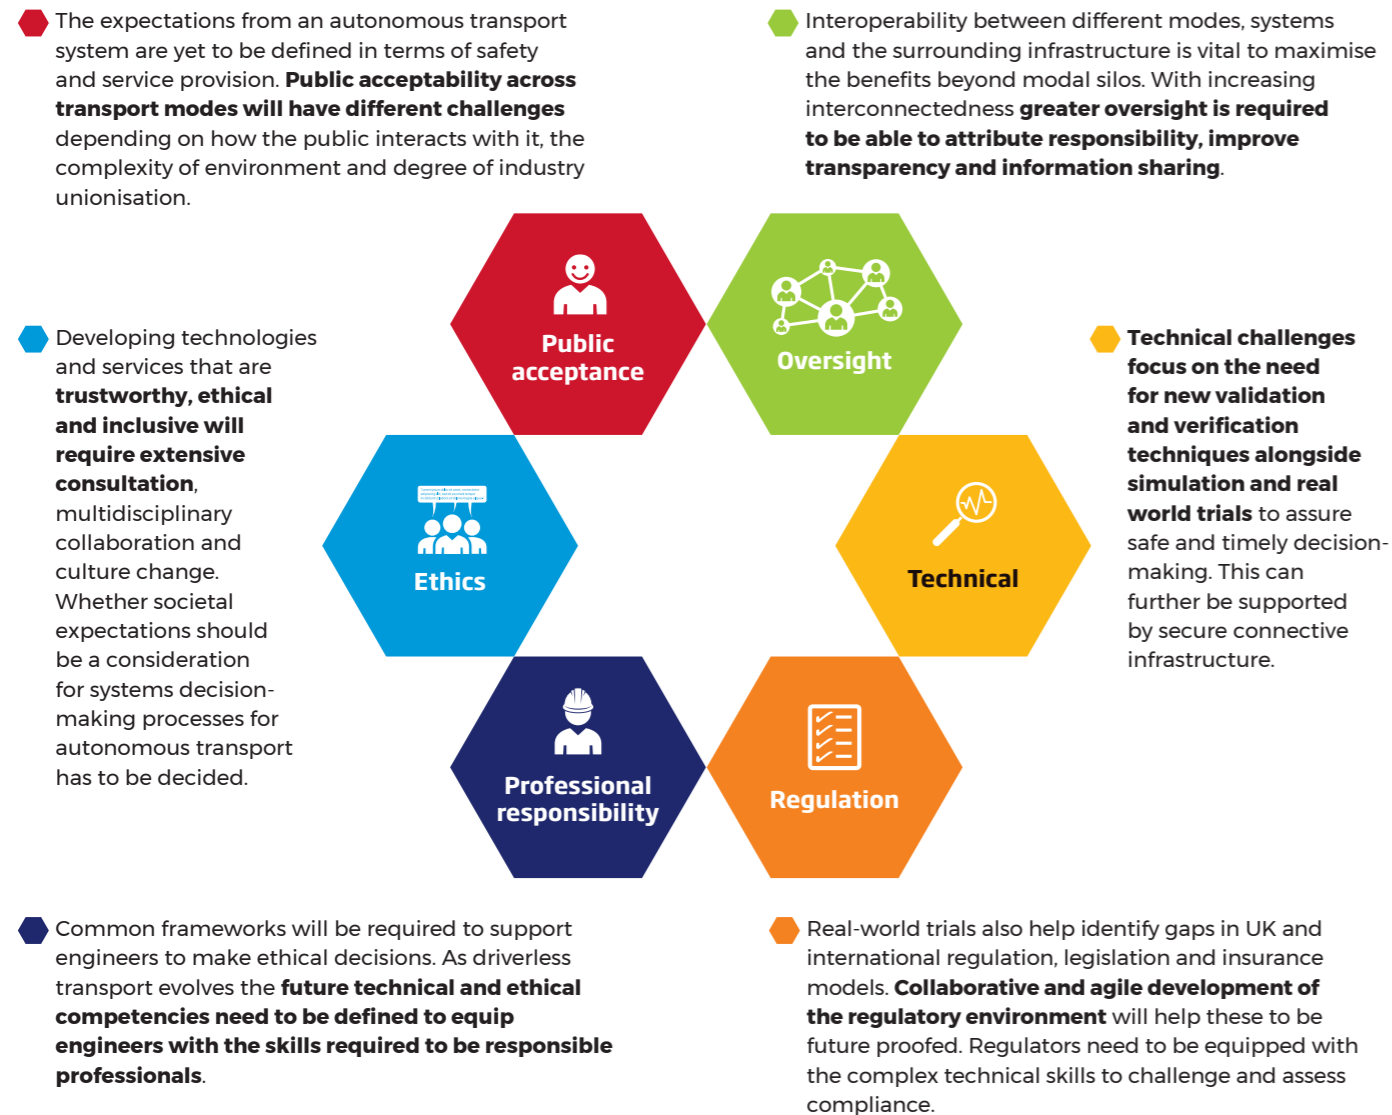 The expectations from an autonomous transport
system are yet to be defined in terms of safety
and service provision. Public acceptability across
transport modes will have different challenges
depending on how the public interacts with it, the
complexity of environment and degree of industry
unionisation.
Interoperability between different modes, systems
and the surrounding infrastructure is vital to maximise
the benefits beyond modal silos. With increasing
interconnectedness greater oversight is required
to be able to attribute responsibility, improve
transparency and information sharing.
Public
acceptance
Oversight
Developing technologies
and services that are
trustworthy, ethical
and inclusive will
require extensive
consultation,
multidisciplinary
collaboration and
culture change.
Whether societal
expectations should
be a consideration
for systems decision-
making processes for
autonomous transport
has to be decided.
Ethics
Technical
Technical challenges
focus on the need
for new validation
and verification
techniques alongside
simulation and real
world trials to assure
safe and timely decision-
making. This can
further be supported
by secure connective
infrastructure.
Professional
responsibility
Regulation
Common frameworks will be required to support
engineers to make ethical decisions. As driverless
transport evolves the future technical and ethical
competencies need to be defined to equip
engineers with the skills required to be responsible
professionals.
Real-world trials also help identify gaps in UK and
international regulation, legislation and insurance
models. Collaborative and agile development of
the regulatory environment will help these to be
future proofed. Regulators need to be equipped with
the complex technical skills to challenge and assess
compliance.